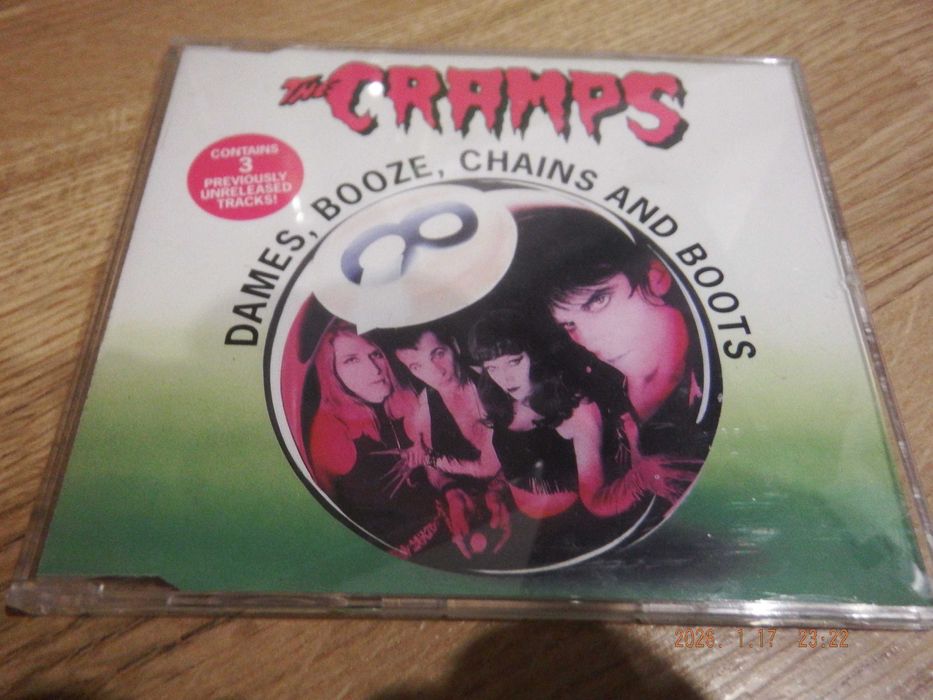 THE CRAMPS
CONTAINS
3
PREVIOUSLY
UNRELEASED
TRACKS!
DAMES, BOOZE, CHAINS AND BOOTS
8
2026. 1.17 23:22